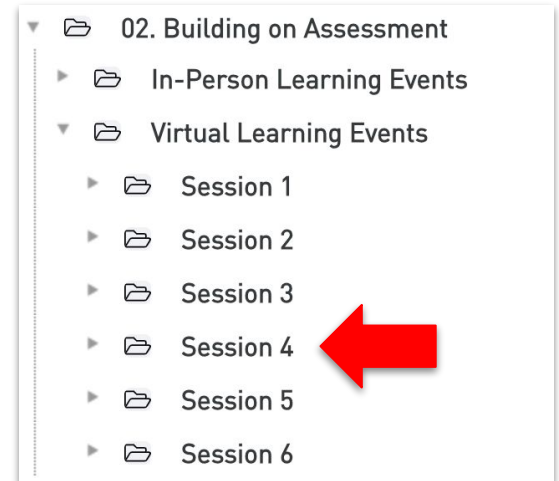 02. Building on Assessment
In-Person Learning Events
Virtual Learning Events
Session 1
Session 2
Session 3
Session 4
Session 5
Session 6